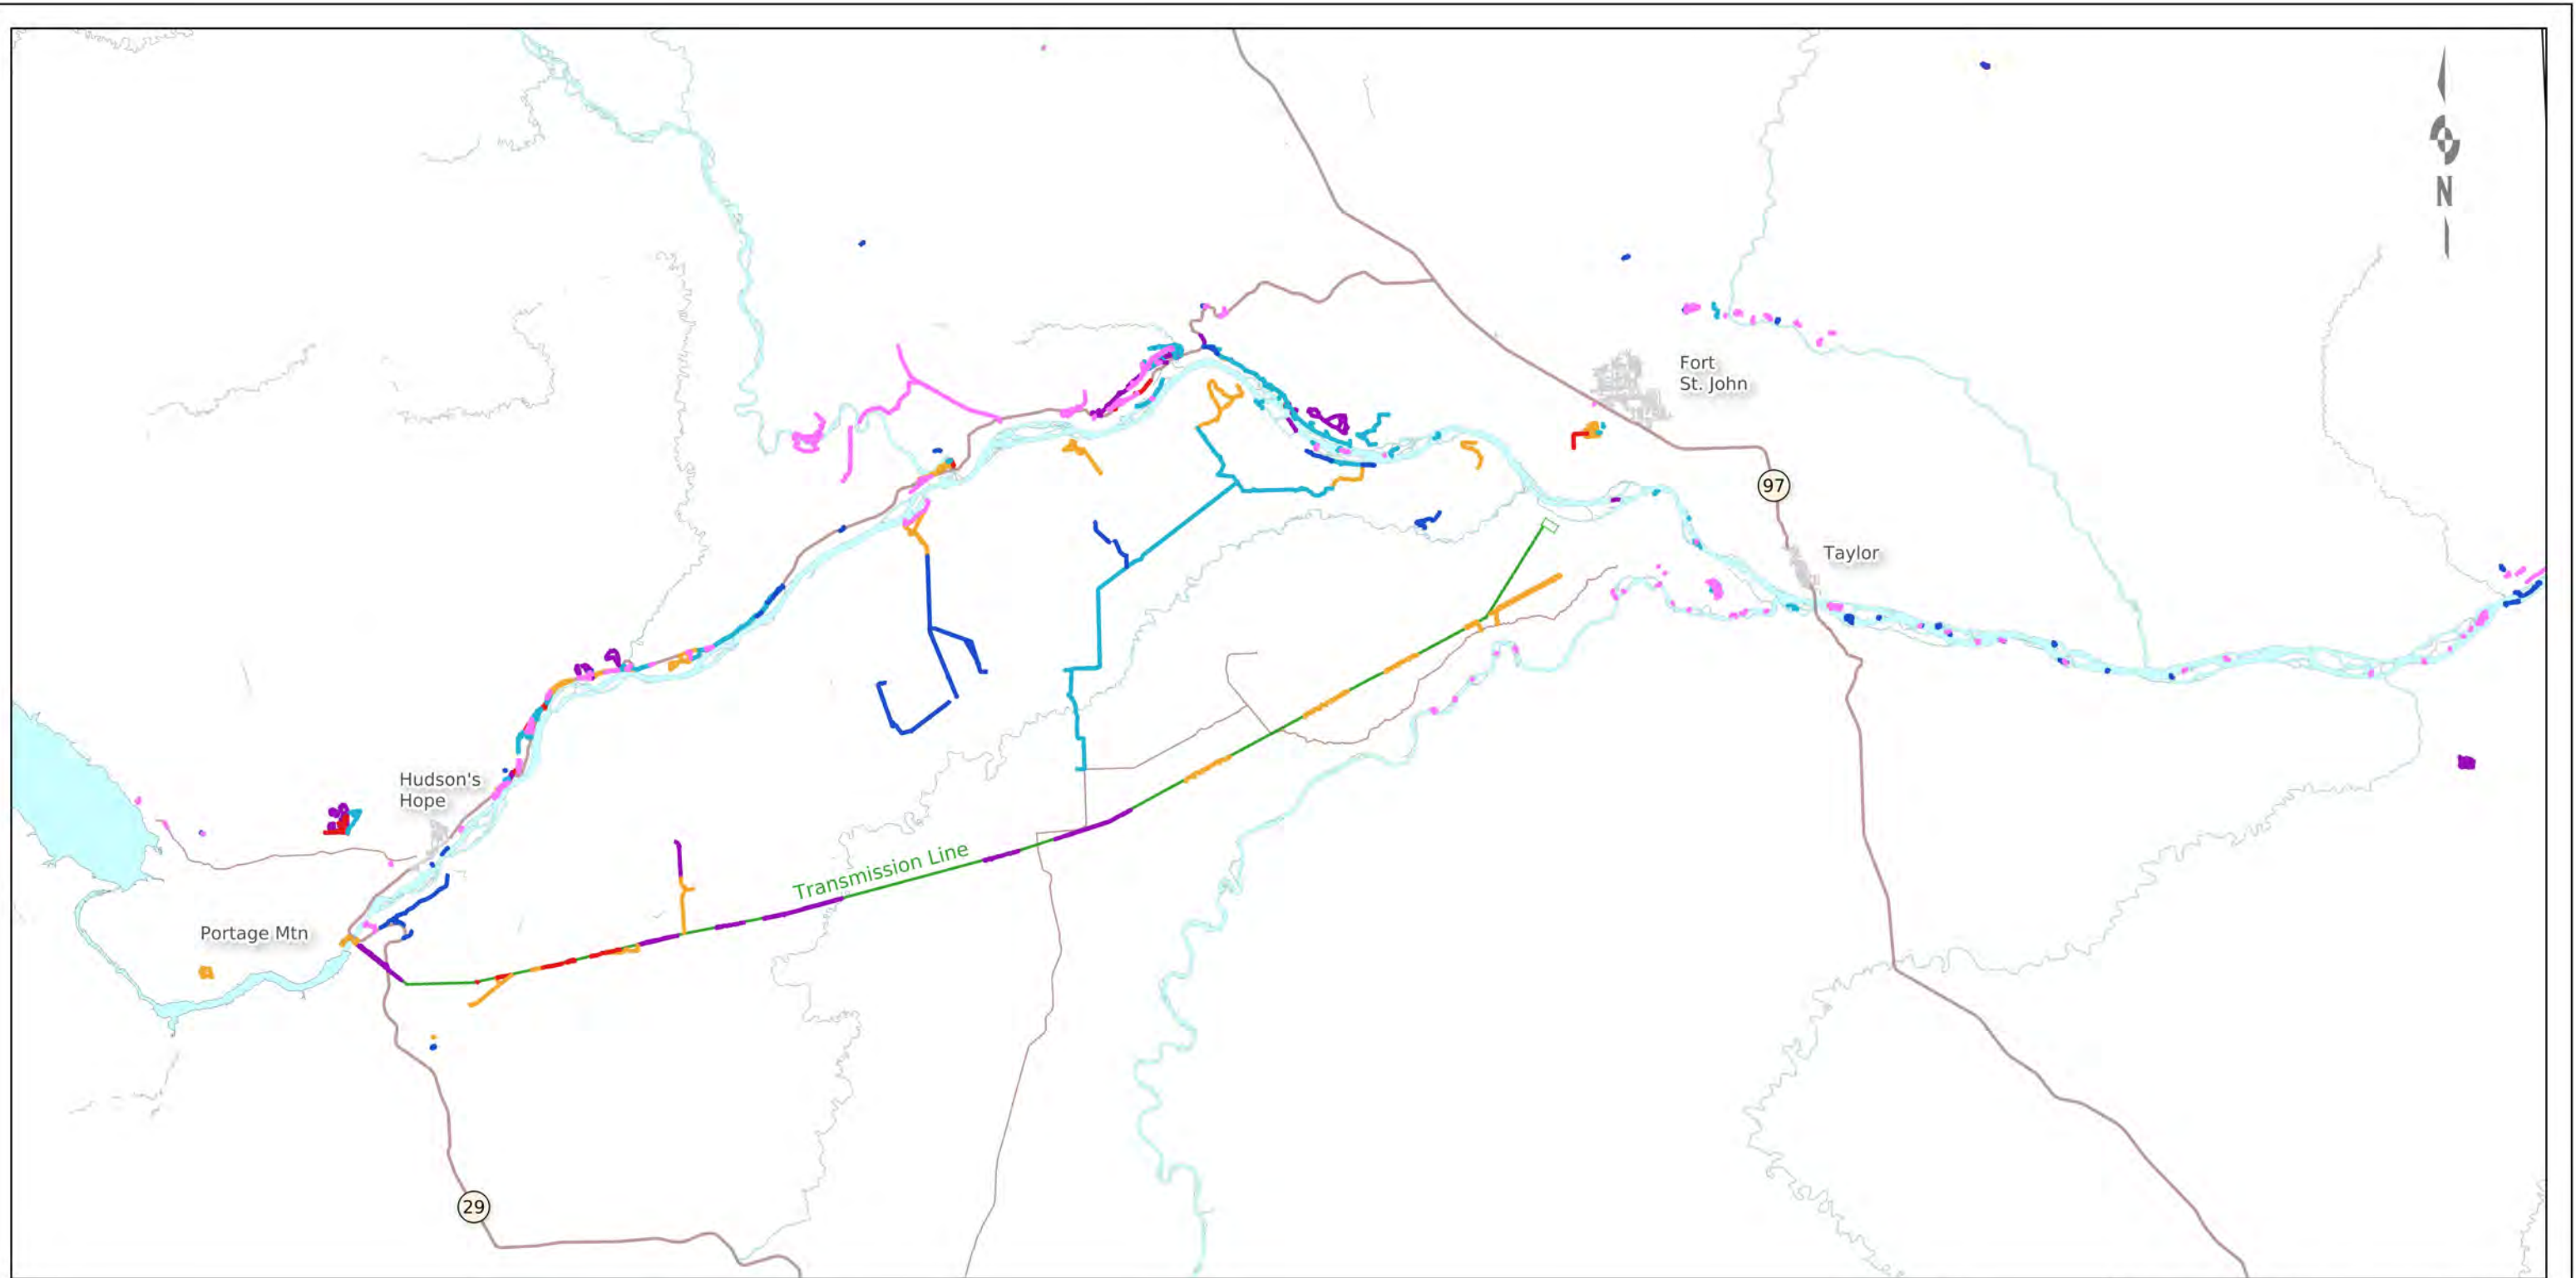 N
Fort
St. John
97
Taylor
Hudson's
Hope
Transmission Line
Portage Mtn
29